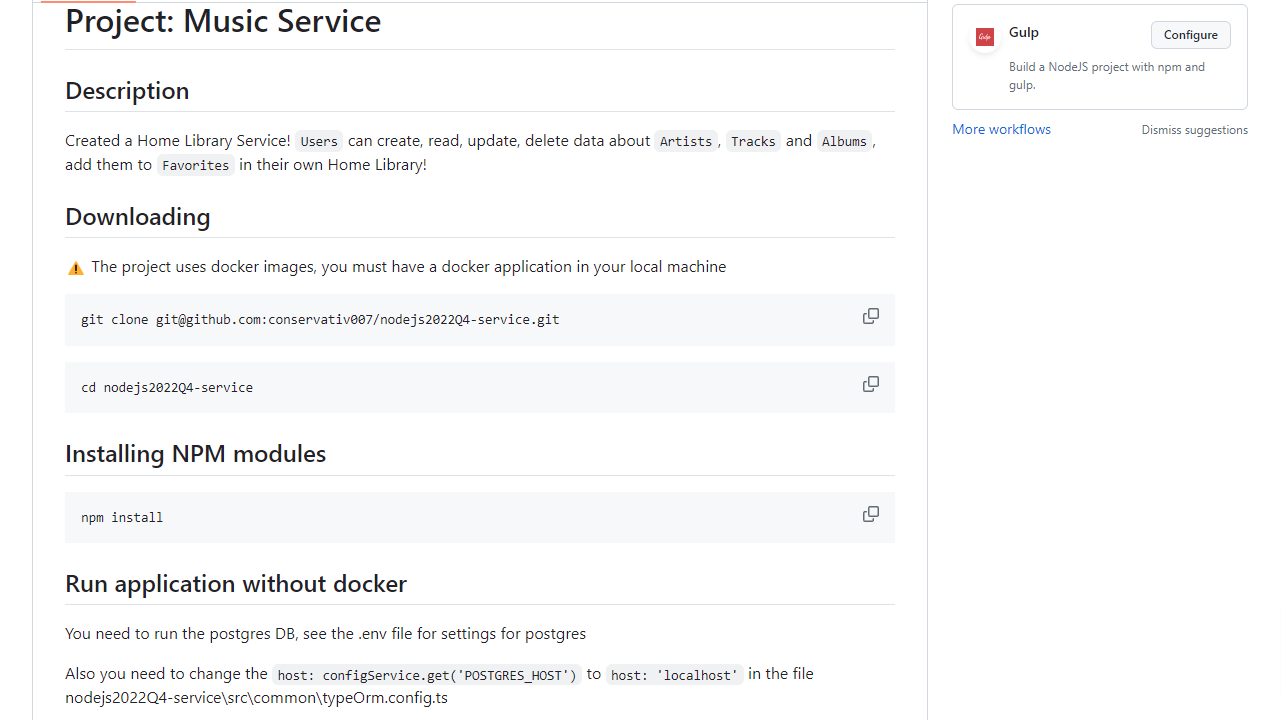 Project: Music Service
Description
Created a Home Library Service! Users can create, read, update, delete data about Artists, Tracks and Albums,
add them to Favorites in their own Home Library!
Downloading
⚠ The project uses docker images, you must have a docker application in your local machine
git clone git@github.com:conservativ007/nodejs2022Q4-service.git
cd nodejs2022Q4-service
Installing NPM modules
npm install
Run application without docker
You need to run the postgres DB, see the .env file for settings for postgres
Also you need to change the host: configService.get('POSTGRES_HOST') to host: 'localhost' in the file
nodejs2022Q4-service\src\common\typeOrm.config.ts
Gulp
Gulp
Configure
Build a NodeJS project with npm and
gulp.
More workflows
Dismiss suggestions